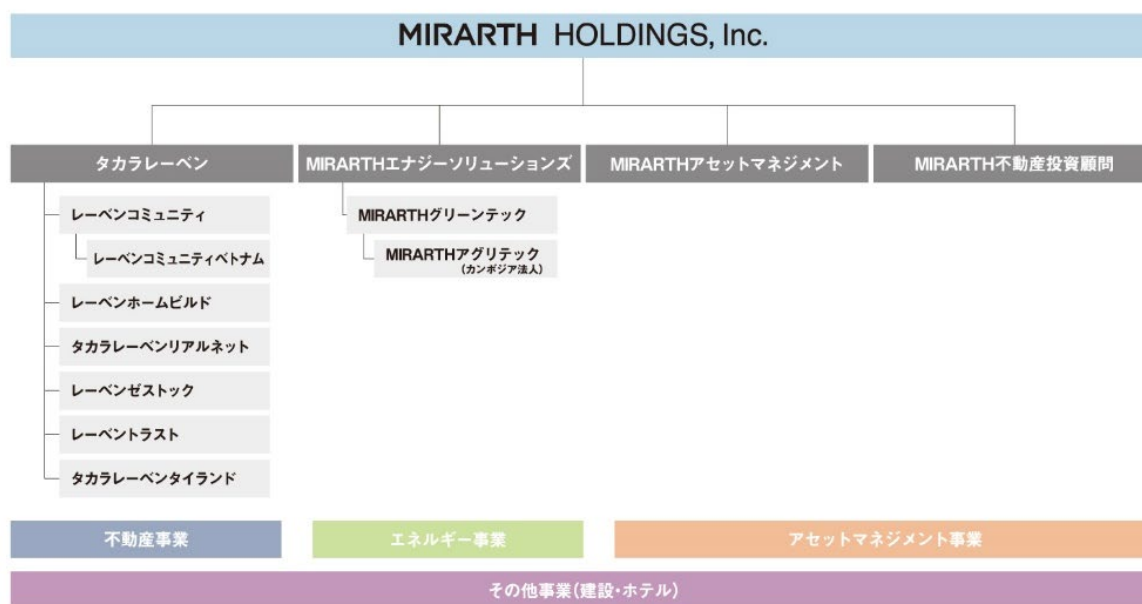 MIRARTH HOLDINGS, Inc.
タカラレーベン
MIRARTHエナジーソリューションズ
MIRARTHアセットマネジメント
MIRARTH不動産投資顧問
レーベンコミュニティ
レーベンコミュニティベトナム
レーベンホームビルド
タカラレーベンリアルネット
レーベンゼストック
レーベントラスト
タカラレーベンタイランド
MIRARTHグリーンテック
MIRARTHアグリテック
(カンボジア法人)
不動産事業
エネルギー事業
アセットマネジメント事業
その他事業(建設・ホテル)